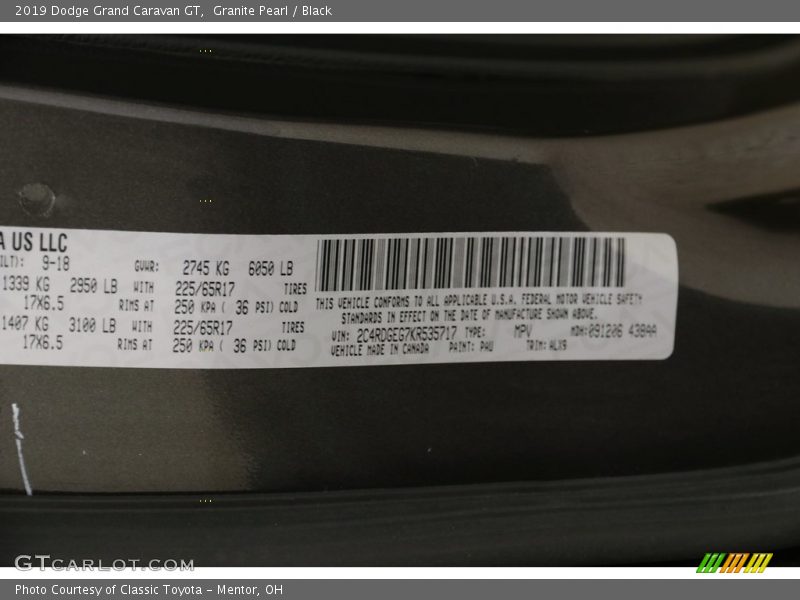 2019 Dodge Grand Caravan GT, Granite Pearl / Black
A US LLC
ILT): 9-18 GVWR: 2745 KG 6050 LB
1339 KG 2950 LB WITH 225/65R17 TIRES
17X6.5 RIMS AT 250 KPA ( 36 PSI) COLD
1407 KG 3100 LB WITH 225/65R17 TIRES
17X6.5 RIMS AT 250 KPA ( 36 PSI) COLD
THIS VEHICLE CONFORMS TO ALL APPLICABLE U.S.A. FEDERAL MOTOR VEHICLE SAFETY
STANDARDS IN EFFECT ON THE DATE OF MANUFACTURE SHOWN ABOVE.
VIN: 2C4RDGEG7KR535717 TYPE: MPV MDH: 091206 438AA
VEHICLE MADE IN CANADA PAINT: PAU TRIM: ALX9
GTCARLOT.COM
Photo Courtesy of Classic Toyota - Mentor, OH